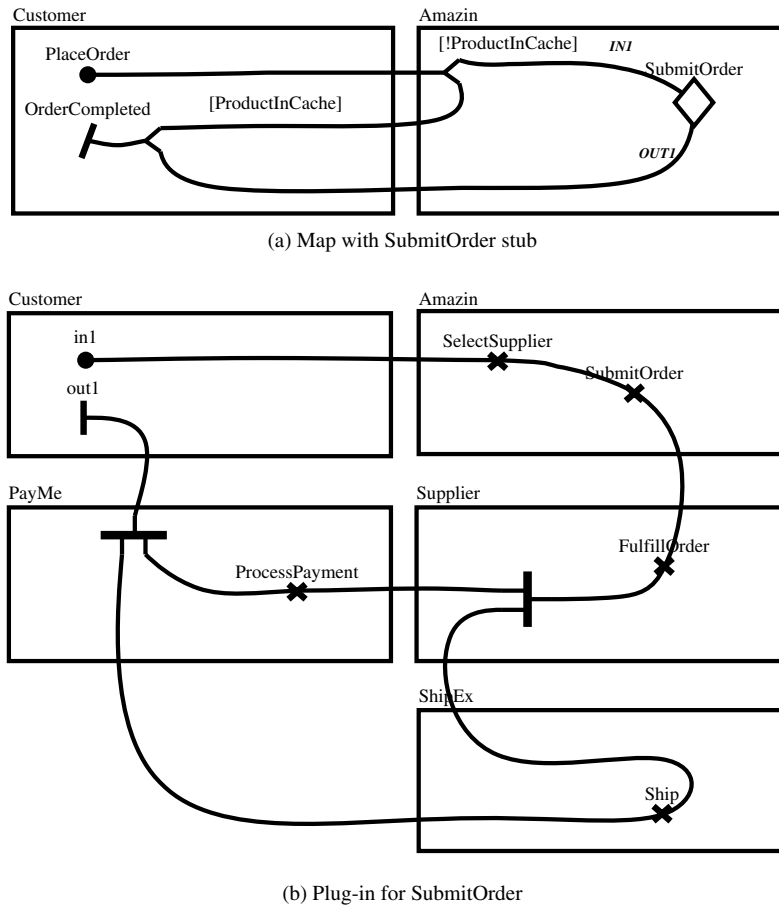 Customer
Amazin
[!ProductInCache]
IN1
PlaceOrder
SubmitOrder
OrderCompleted
[ProductInCache]
OUT1
(a) Map with SubmitOrder stub
Customer
Amazin
in1
SelectSupplier
SubmitOrder
out1
PayMe
Supplier
FulfillOrder
ProcessPayment
ShipEx
Ship
(b) Plug-in for SubmitOrder